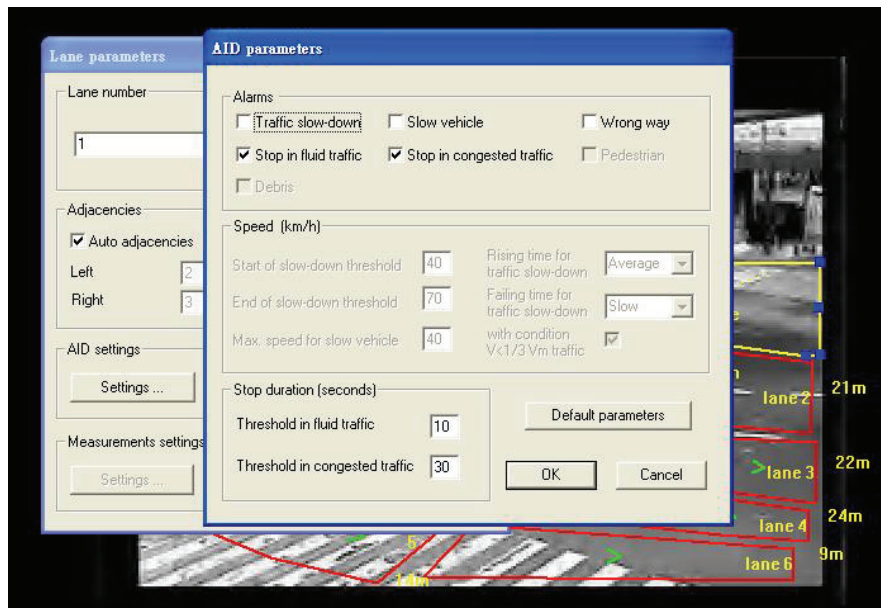 Lane parameters
Lane number
1
Adjacencies
Auto adjacencies
Left 2
Right 3
AID settings
Settings ...
Measurements settings
Settings ...
AID parameters
Alarms
Traffic slow-down
Slow vehicle
Wrong way
Stop in fluid traffic
Stop in congested traffic
Pedestrian
Debris
Speed (km/h)
Start of slow-down threshold 40
End of slow-down threshold 70
Max. speed for slow vehicle 40
Rising time for
traffic slow-down
Average
Failing time for
traffic slow-down
Slow
with condition
V<1/3 Vm traffic
Stop duration (seconds)
Threshold in fluid traffic 10
Threshold in congested traffic 30
Default parameters
OK
Cancel
lane 2
21m
lane 3
22m
lane 4
24m
lane 6
9m
5
14m